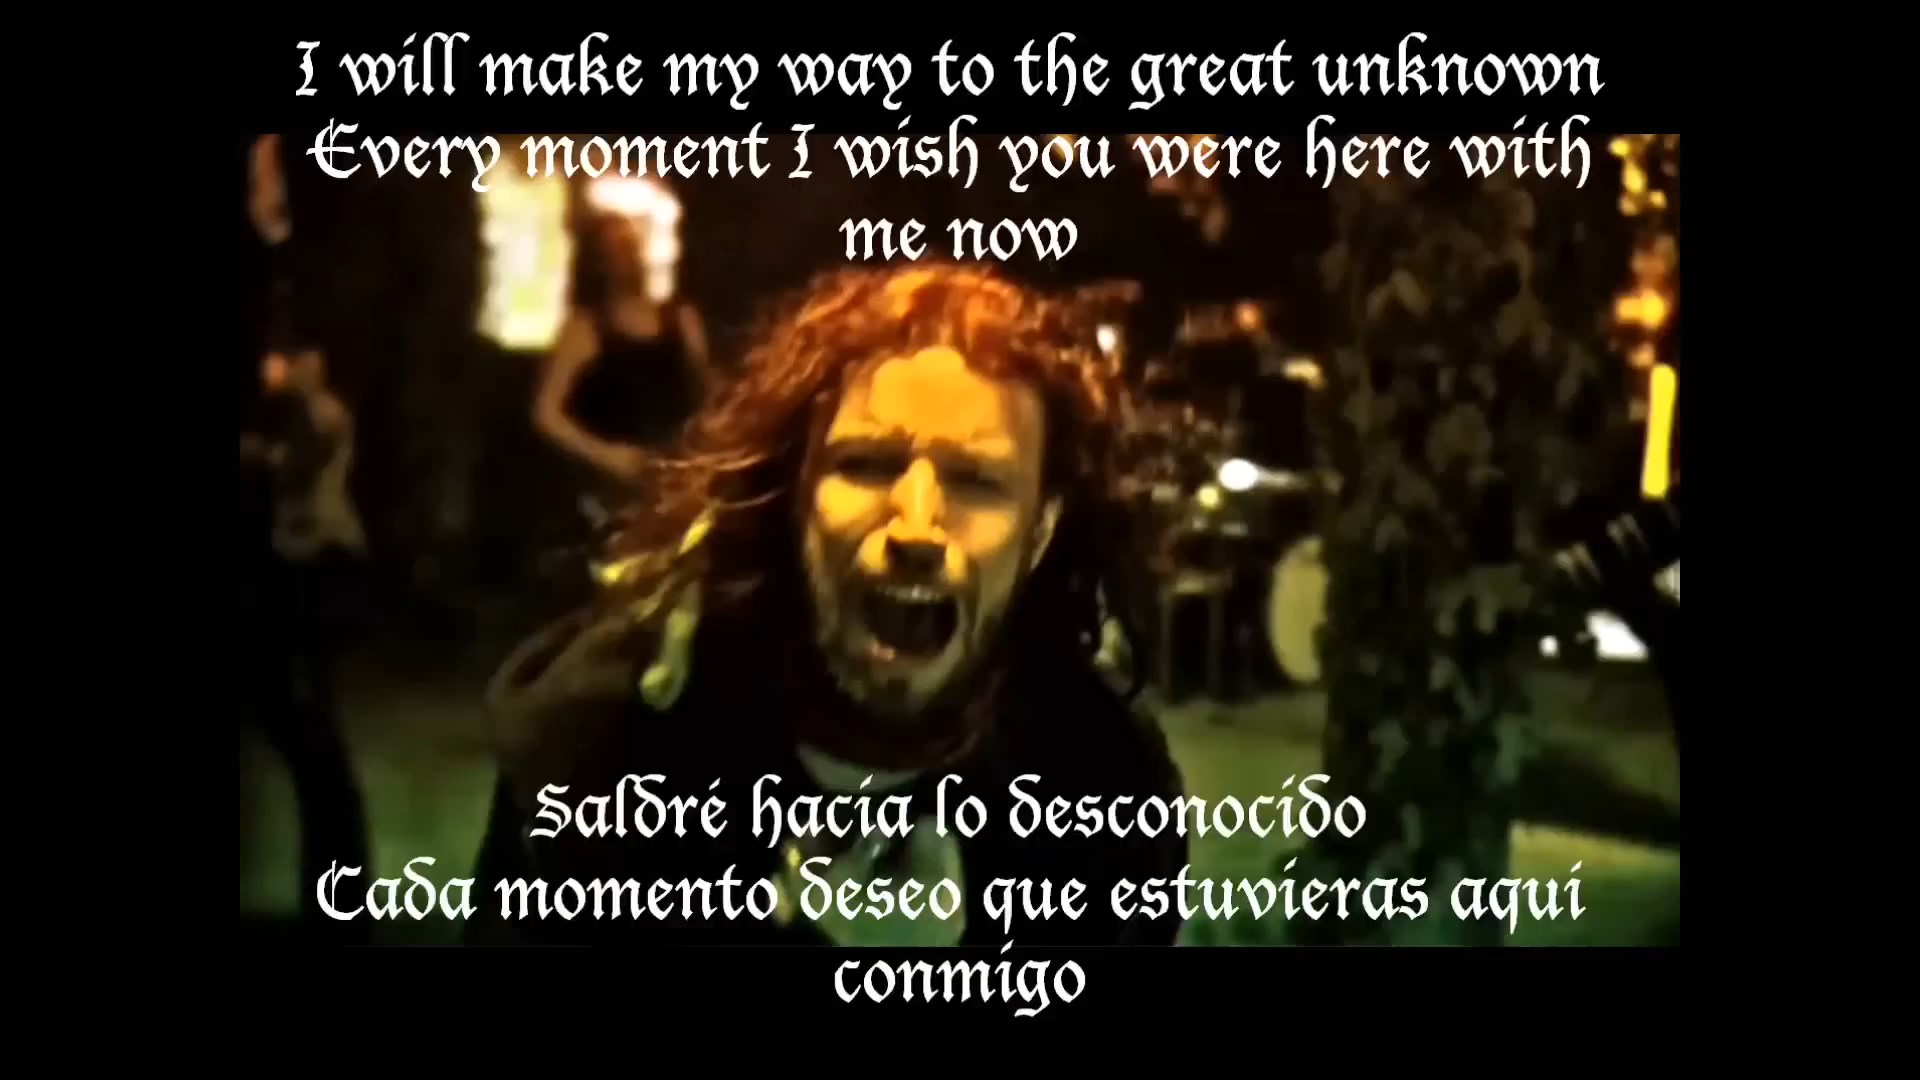 I will make my way to the great unknown
Every moment I wish you were here with
me now
Saldré hacia lo desconocido
Cada momento deseo que estuvieras aquí
conmigo